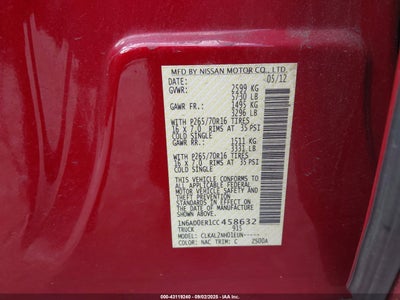 MFD BY NISSAN MOTOR CO., LTD.
DATE: 05/12
GVWR: 2599 KG
5730 LB
GAWR FR: 1495 KG
3296 LB
WITH P265/70R16 TIRES
16 x 7.0 RIMS AT 35 PSI
COLD SINGLE
GAWR RR: 1511 KG
3331 LB
WITH P265/70R16 TIRES
16 x 7.0 RIMS AT 35 PSI
COLD SINGLE
THIS VEHICLE CONFORMS TO ALL
APPLICABLE FEDERAL
MOTOR VEHICLE SAFETY
STANDARDS IN EFFECT ON THE
DATE OF MANUFACTURE
SHOWN ABOVE.
1N6AD0ER1CC458632
TRUCK 915
COLOR: NAC TRIM: C Z500A
IAA
# - 43119240 - 09/02/2025 -